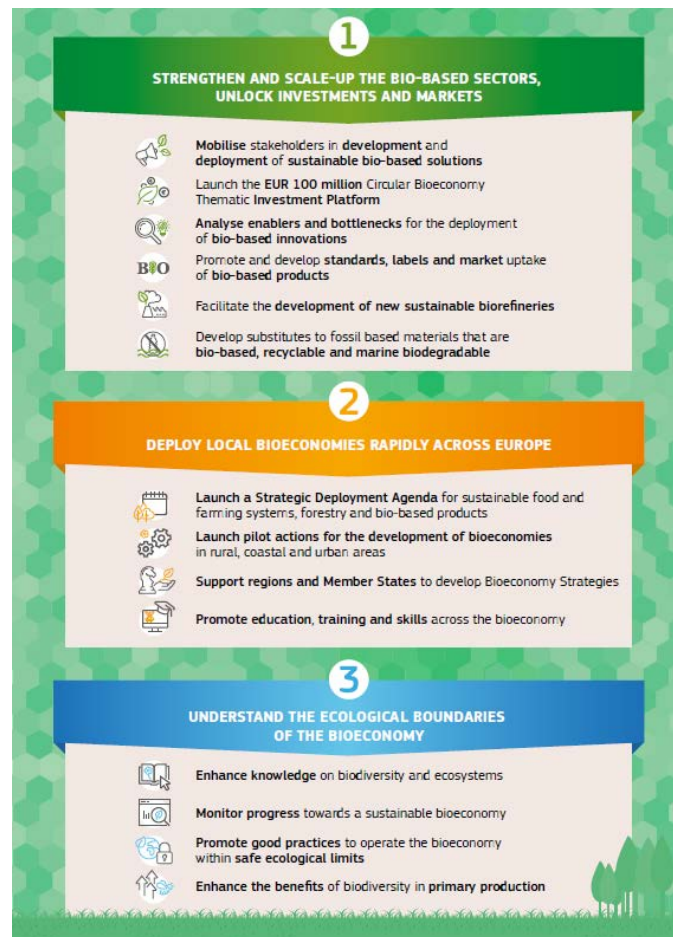 1
STRENGTHEN AND SCALE-UP THE BIO-BASED SECTORS,
UNLOCK INVESTMENTS AND MARKETS
Mobilise stakeholders in development and
deployment of sustainable bio-based solutions
Launch the EUR 100 million Circular Bioeconomy
Thematic Investment Platform
Analyse enablers and bottlenecks for the deployment
of bio-based innovations
BIO
Promote and develop standards, labels and market uptake
of bio-based products
Facilitate the development of new sustainable biorefineries
Develop substitutes to fossil based materials that are
bio-based, recyclable and marine biodegradable
2
DEPLOY LOCAL BIOECONOMIES RAPIDLY ACROSS EUROPE
Launch a Strategic Deployment Agenda for sustainable food and
farming systems, forestry and bio-based products
Launch pilot actions for the development of bioeconomies
in rural, coastal and urban areas
Support regions and Member States to develop Bioeconomy Strategies
Promote education, training and skills across the bioeconomy
3
UNDERSTAND THE ECOLOGICAL BOUNDARIES
OF THE BIOECONOMY
Enhance knowledge on biodiversity and ecosystems
Monitor progress towards a sustainable bioeconomy
Promote good practices to operate the bioeconomy
within safe ecological limits
Enhance the benefits of biodiversity in primary production